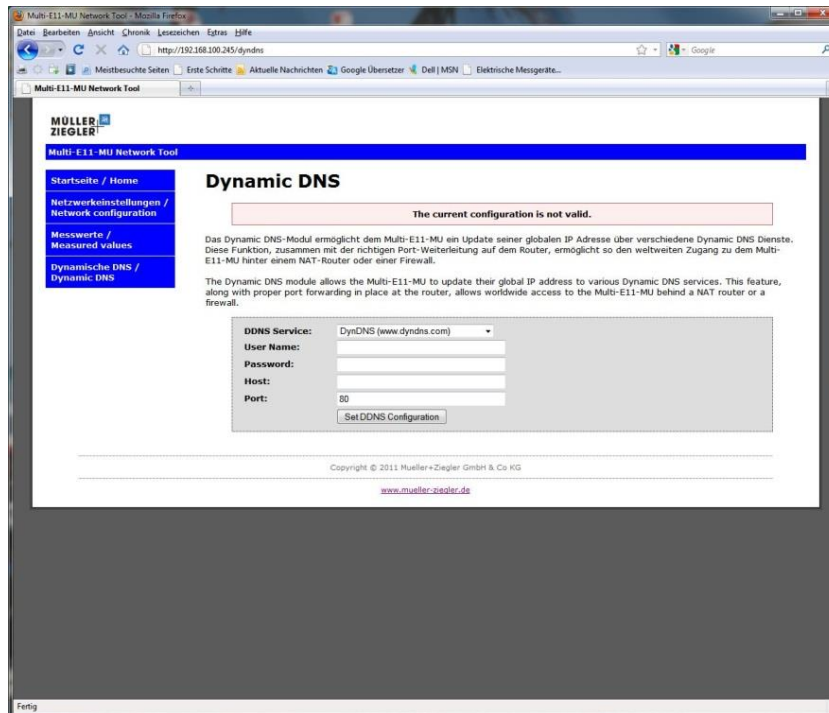 Multi-E11-MU Network Tool - Mozilla Firefox
Datei Bearbeiten Ansicht Chronik Lesezeichen Extras Hilfe
http://192.168.100.245/dyndns
Google
Meistbesuchte Seiten Erste Schritte Aktuelle Nachrichten Google Übersetzer Dell | MSN Elektrische Messgeräte...
Multi-E11-MU Network Tool
MÜLLER
ZIEGLER
Multi-E11-MU Network Tool
Startseite / Home
Netzwerkeinstellungen /
Network configuration
Messwerte /
Measured values
Dynamische DNS /
Dynamic DNS
Dynamic DNS
The current configuration is not valid.
Das Dynamic DNS-Modul ermöglicht dem Multi-E11-MU ein Update seiner globalen IP Adresse über verschiedene Dynamic DNS Dienste.
Diese Funktion, zusammen mit der richtigen Port-Weiterleitung auf dem Router, ermöglicht so den weltweiten Zugang zu dem Multi-
E11-MU hinter einem NAT-Router oder einer Firewall.
The Dynamic DNS module allows the Multi-E11-MU to update their global IP address to various Dynamic DNS services. This feature,
along with proper port forwarding in place at the router, allows worldwide access to the Multi-E11-MU behind a NAT router or a
firewall.
DDNS Service: DynDNS (www.dyndns.com)
User Name:
Password:
Host:
Port: 80
Set DDNS Configuration
Copyright © 2011 Mueller+Ziegler GmbH & Co KG
www.mueller-ziegler.de
Fertig